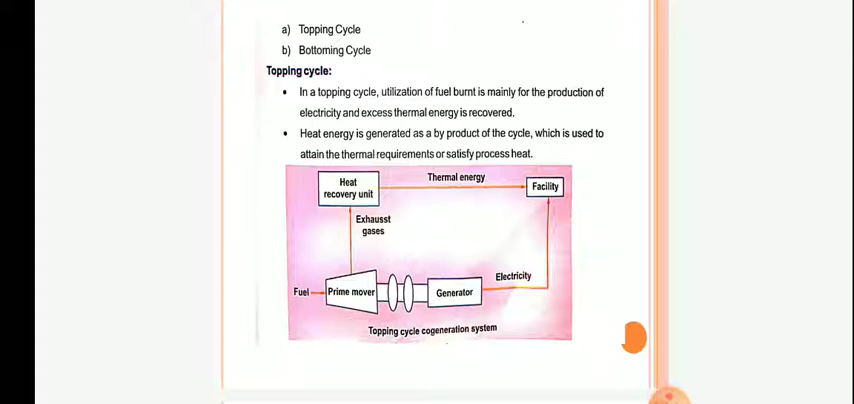 a) Topping Cycle
b) Bottoming Cycle
Topping cycle:
• In a topping cycle, utilization of fuel burnt is mainly for the production of
electricity and excess thermal energy is recovered.
• Heat energy is generated as a by product of the cycle, which is used to
attain the thermal requirements or satisfy process heat.
Heat
recovery unit
Thermal energy
Facility
Exhausst
gases
Electricity
Fuel
Prime mover
Generator
Topping cycle cogeneration system